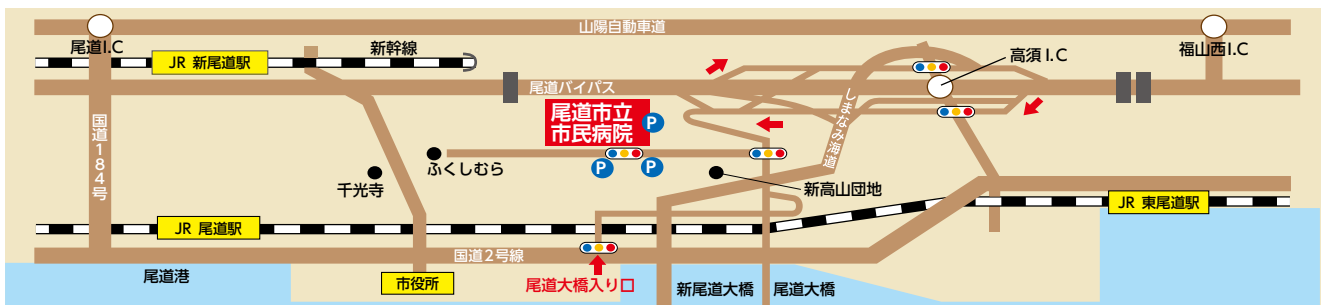 山陽自動車道
尾道I.C
新幹線
高須 I.C
福山西I.C
JR 新尾道駅
尾道バイパス
しまなみ海道
国道184号
尾道市立
市民病院
P
P
P
ふくしむら
千光寺
新高山団地
JR 東尾道駅
JR 尾道駅
国道2号線
尾道港
市役所
尾道大橋入り口
新尾道大橋
尾道大橋